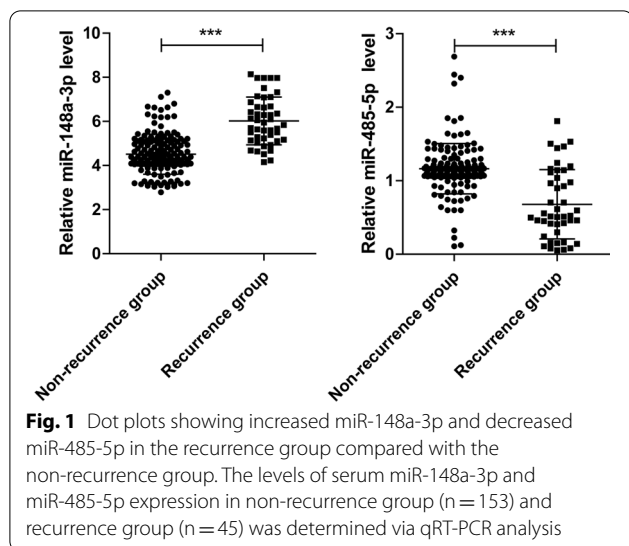 ***
***
10
8
6
4
2
0
Relative miR-148a-3p level
Non-recurrence group
Recurrence group
3
2
1
0
Relative miR-485-5p level
Non-recurrence group
Recurrence group
Fig. 1 Dot plots showing increased miR-148a-3p and decreased
miR-485-5p in the recurrence group compared with the
non-recurrence group. The levels of serum miR-148a-3p and
miR-485-5p expression in non-recurrence group (n = 153) and
recurrence group (n = 45) was determined via qRT-PCR analysis